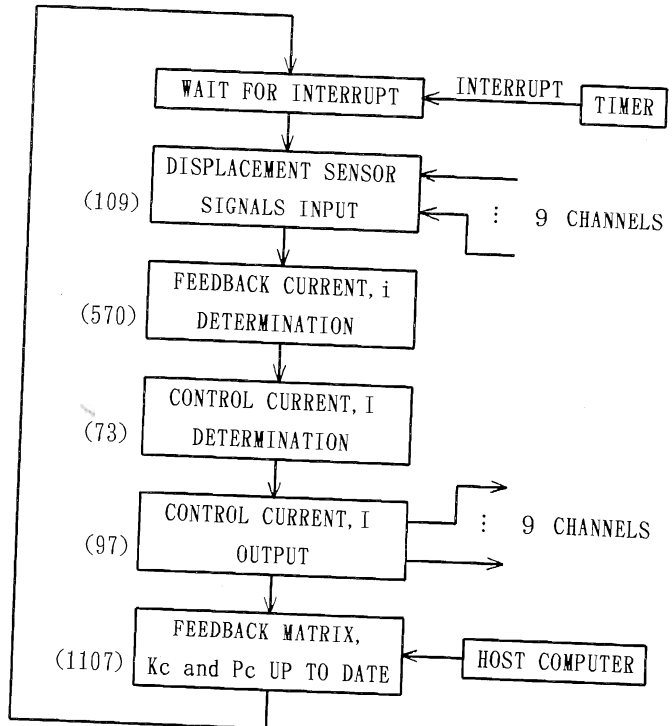 WAIT FOR INTERRUPT
INTERRUPT
TIMER
(109)
DISPLACEMENT SENSOR
SIGNALS INPUT
⋮ 9 CHANNELS
(570)
FEEDBACK CURRENT, i
DETERMINATION
(73)
CONTROL CURRENT, I
DETERMINATION
(97)
CONTROL CURRENT, I
OUTPUT
⋮ 9 CHANNELS
(1107)
FEEDBACK MATRIX,
Kc and Pc UP TO DATE
HOST COMPUTER